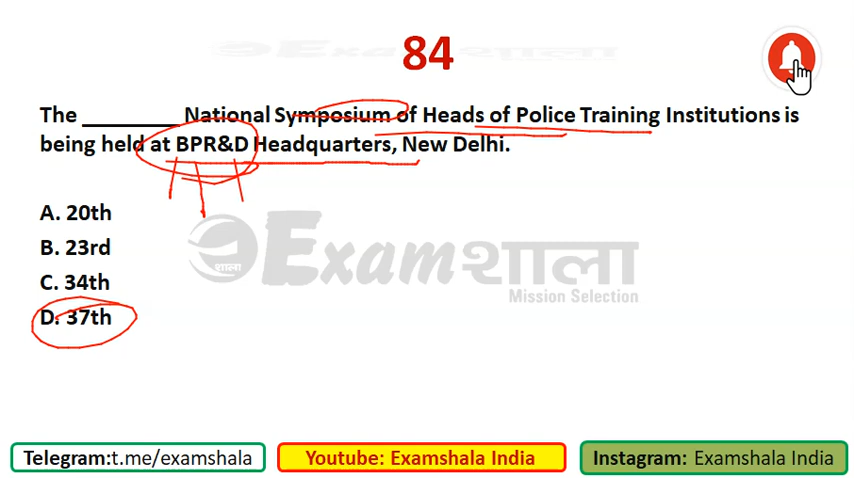 84
The ________ National Symposium of Heads of Police Training Institutions is
being held at BPR&D Headquarters, New Delhi.
A. 20th
B. 23rd
C. 34th
D. 37th
शाला Examशाला
Mission Selection
Telegram:t.me/examshala
Youtube: Examshala India
Instagram: Examshala India